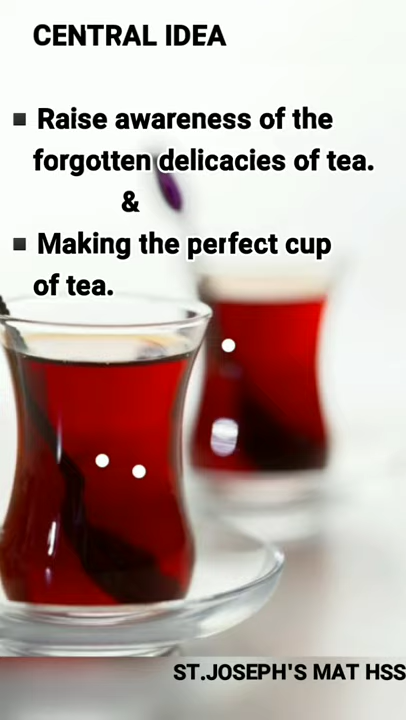 CENTRAL IDEA
▪ Raise awareness of the
forgotten delicacies of tea.
&
▪ Making the perfect cup
of tea.
ST.JOSEPH'S MAT HSS